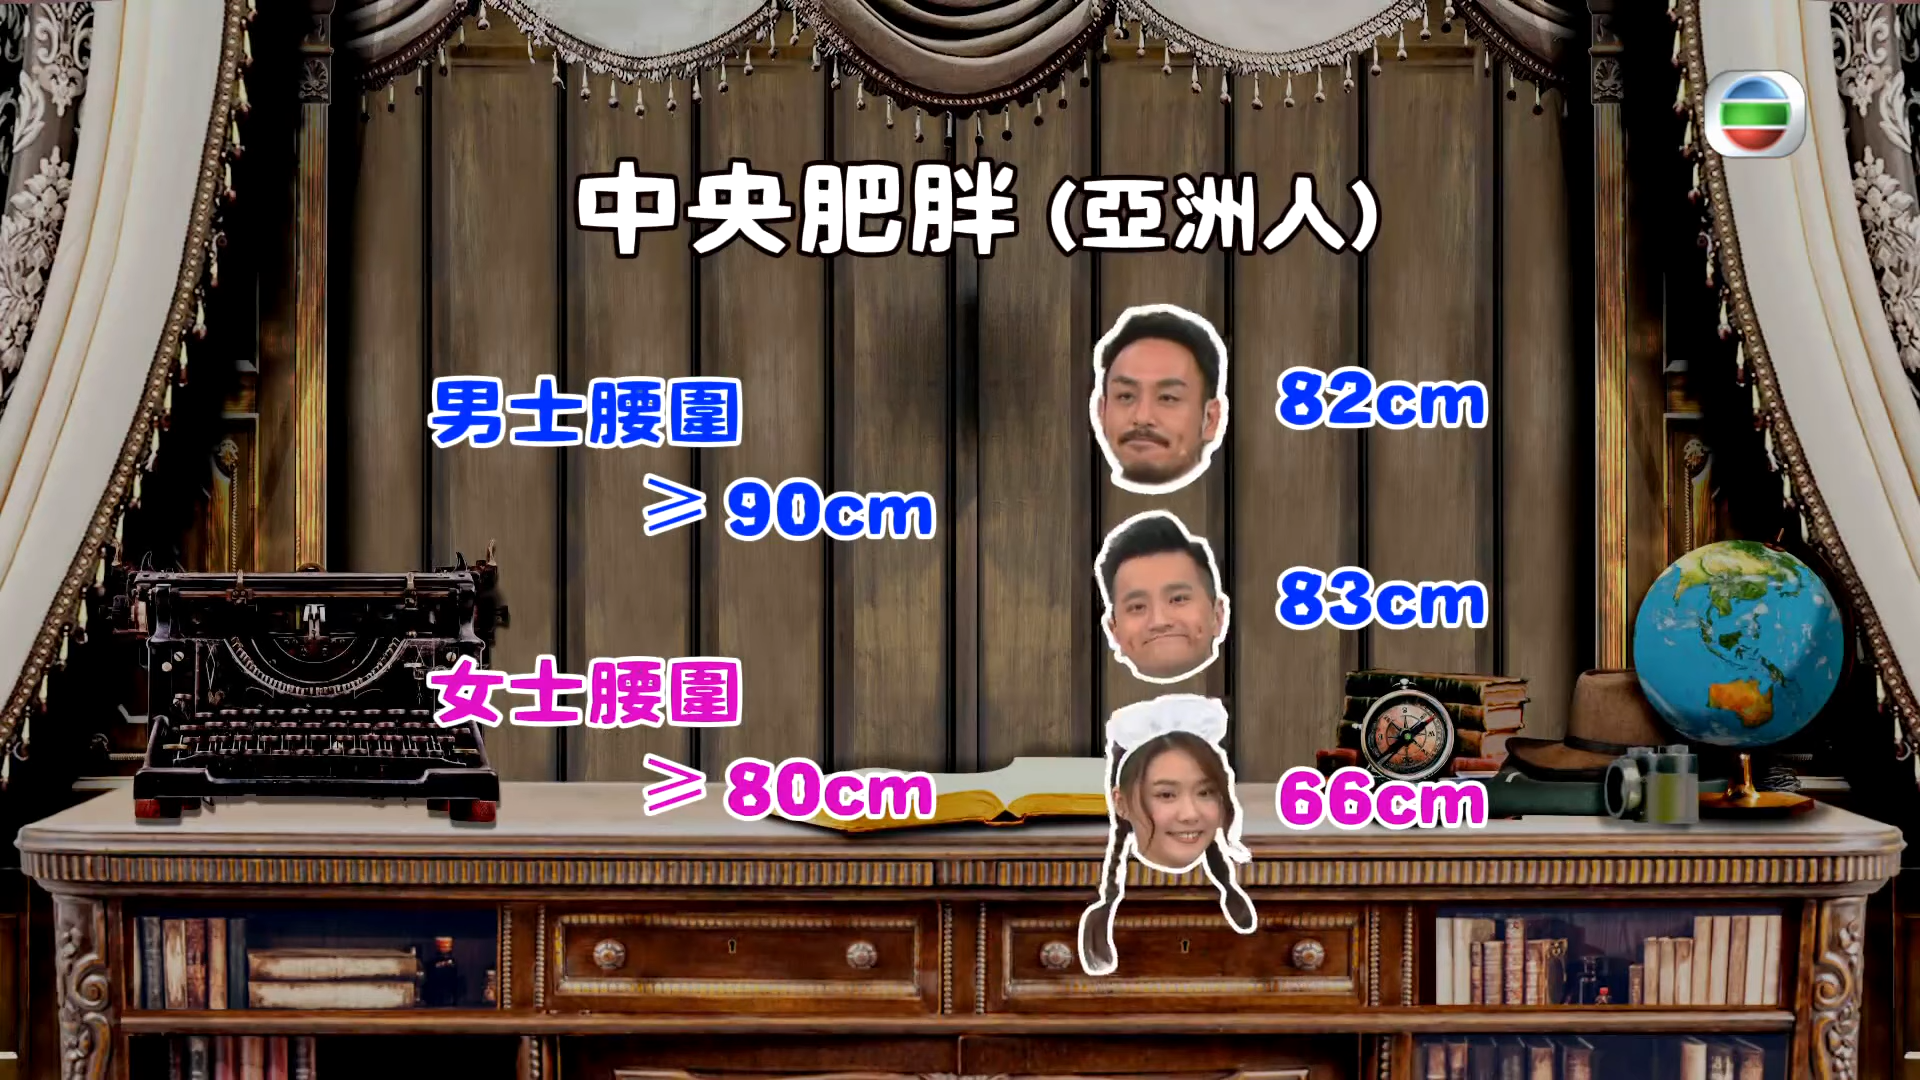 中央肥胖 (亞洲人)
男士腰圍
≥ 90cm
女士腰圍
≥ 80cm
82cm
83cm
66cm